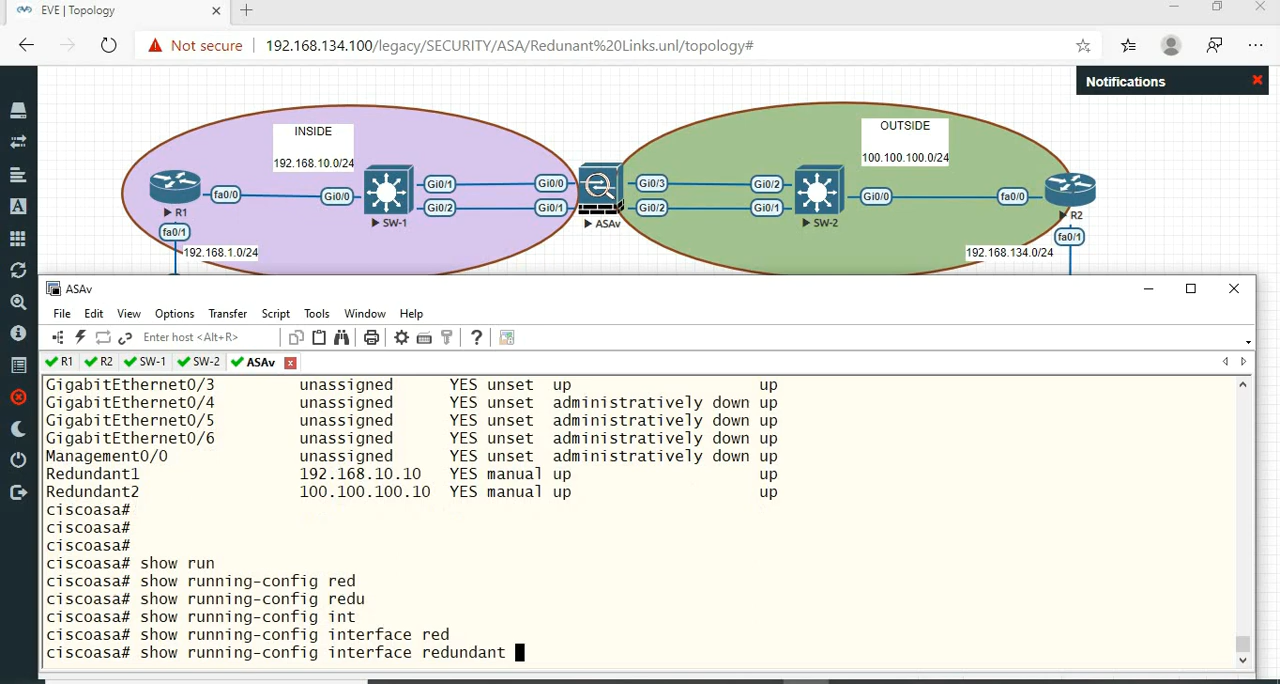 EVE | Topology
Not secure 192.168.134.100/legacy/SECURITY/ASA/Redunant%20Links.unl/topology#
Notifications
INSIDE
192.168.10.0/24
OUTSIDE
100.100.100.0/24
fa0/0 Gi0/0 Gi0/1 Gi0/0 Gi0/3 Gi0/2 Gi0/0 fa0/0
Gi0/2 Gi0/1 Gi0/2 Gi0/1
R1 SW-1 ASAv SW-2 R2
fa0/1 fa0/1
192.168.1.0/24 192.168.134.0/24
ASAv
File Edit View Options Transfer Script Tools Window Help
Enter host <Alt+R>
R1 R2 SW-1 SW-2 ASAv
GigabitEthernet0/3 unassigned YES unset up up
GigabitEthernet0/4 unassigned YES unset administratively down up
GigabitEthernet0/5 unassigned YES unset administratively down up
GigabitEthernet0/6 unassigned YES unset administratively down up
Management0/0 unassigned YES unset administratively down up
Redundant1 192.168.10.10 YES manual up up
Redundant2 100.100.100.10 YES manual up up
ciscoasa#
ciscoasa#
ciscoasa#
ciscoasa# show run
ciscoasa# show running-config red
ciscoasa# show running-config redu
ciscoasa# show running-config int
ciscoasa# show running-config interface red
ciscoasa# show running-config interface redundant